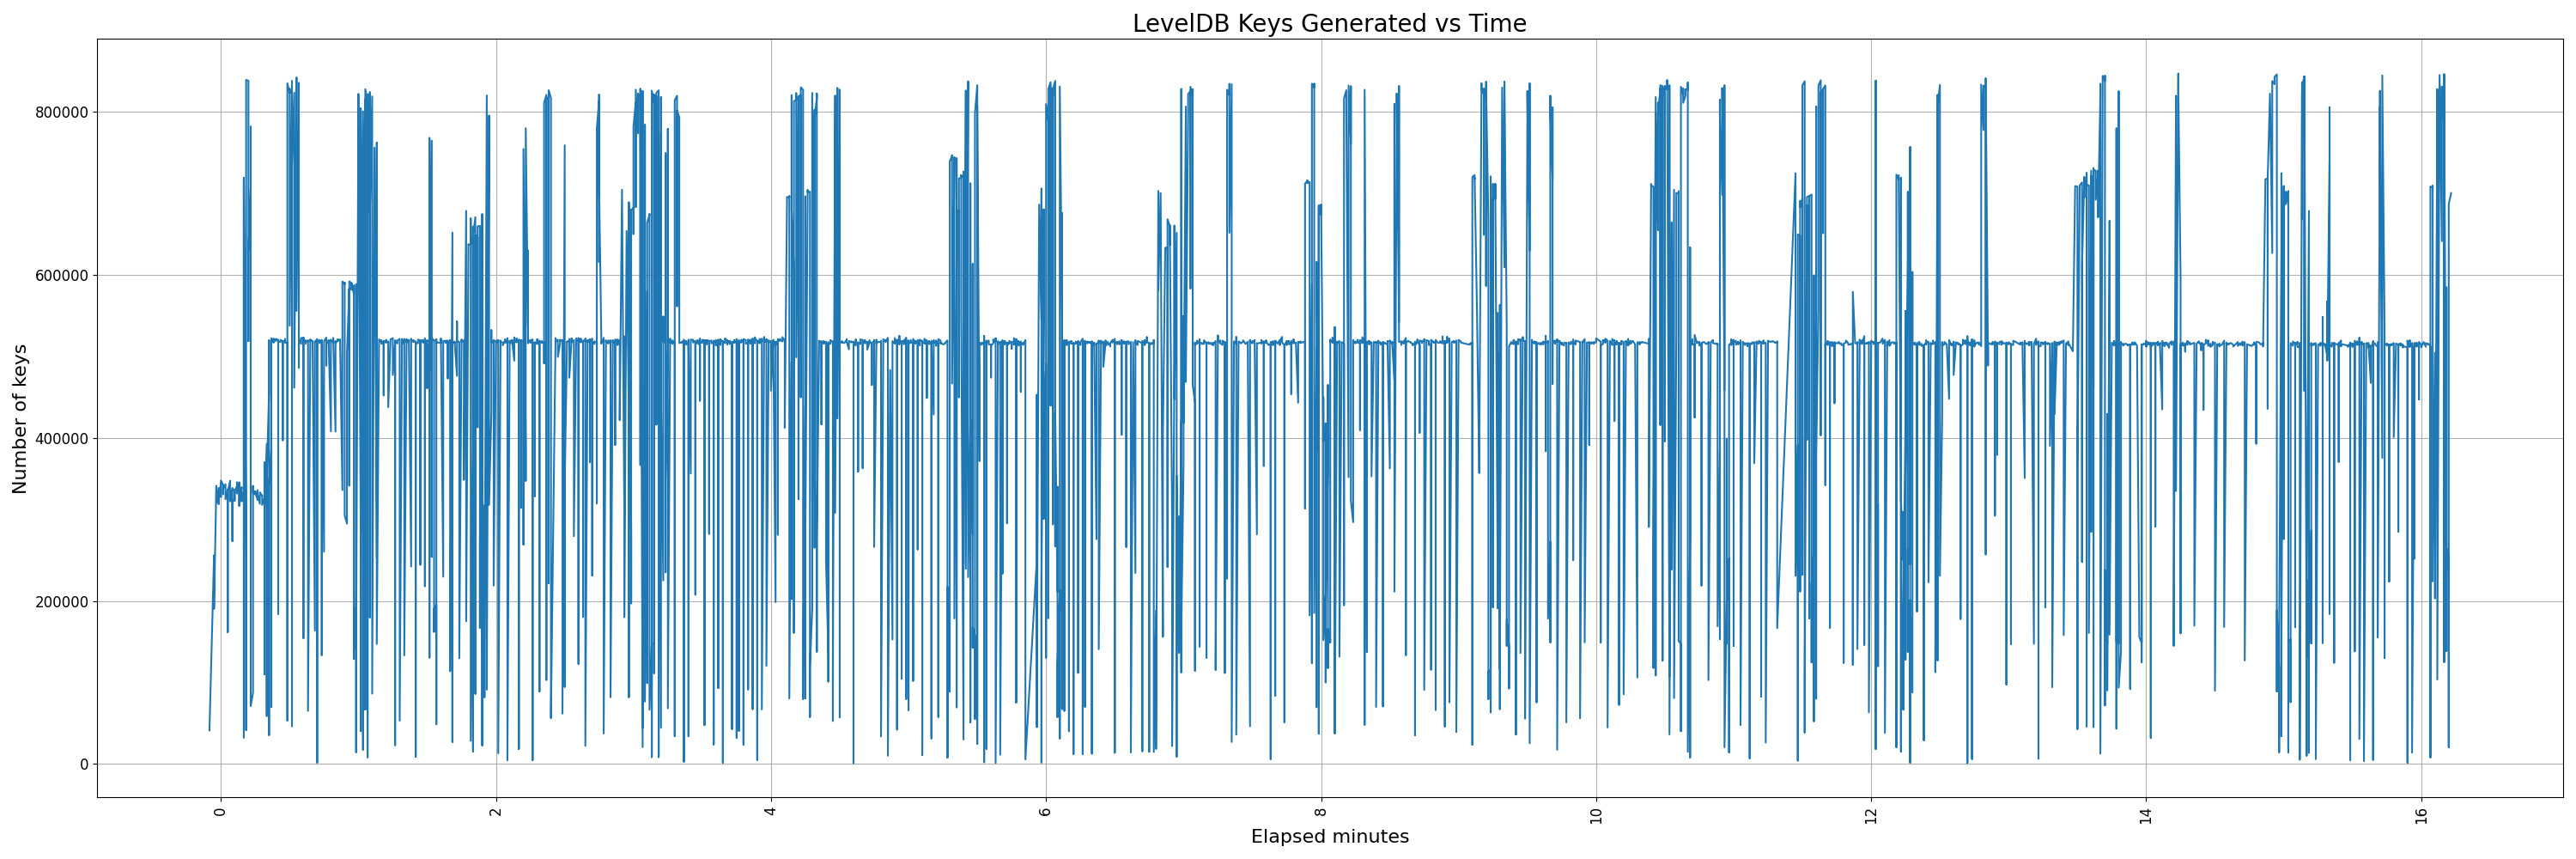 LevelDB Keys Generated vs Time
Number of keys
800000
600000
400000
200000
0
0 2 4 6 8 10 12 14 16
Elapsed minutes